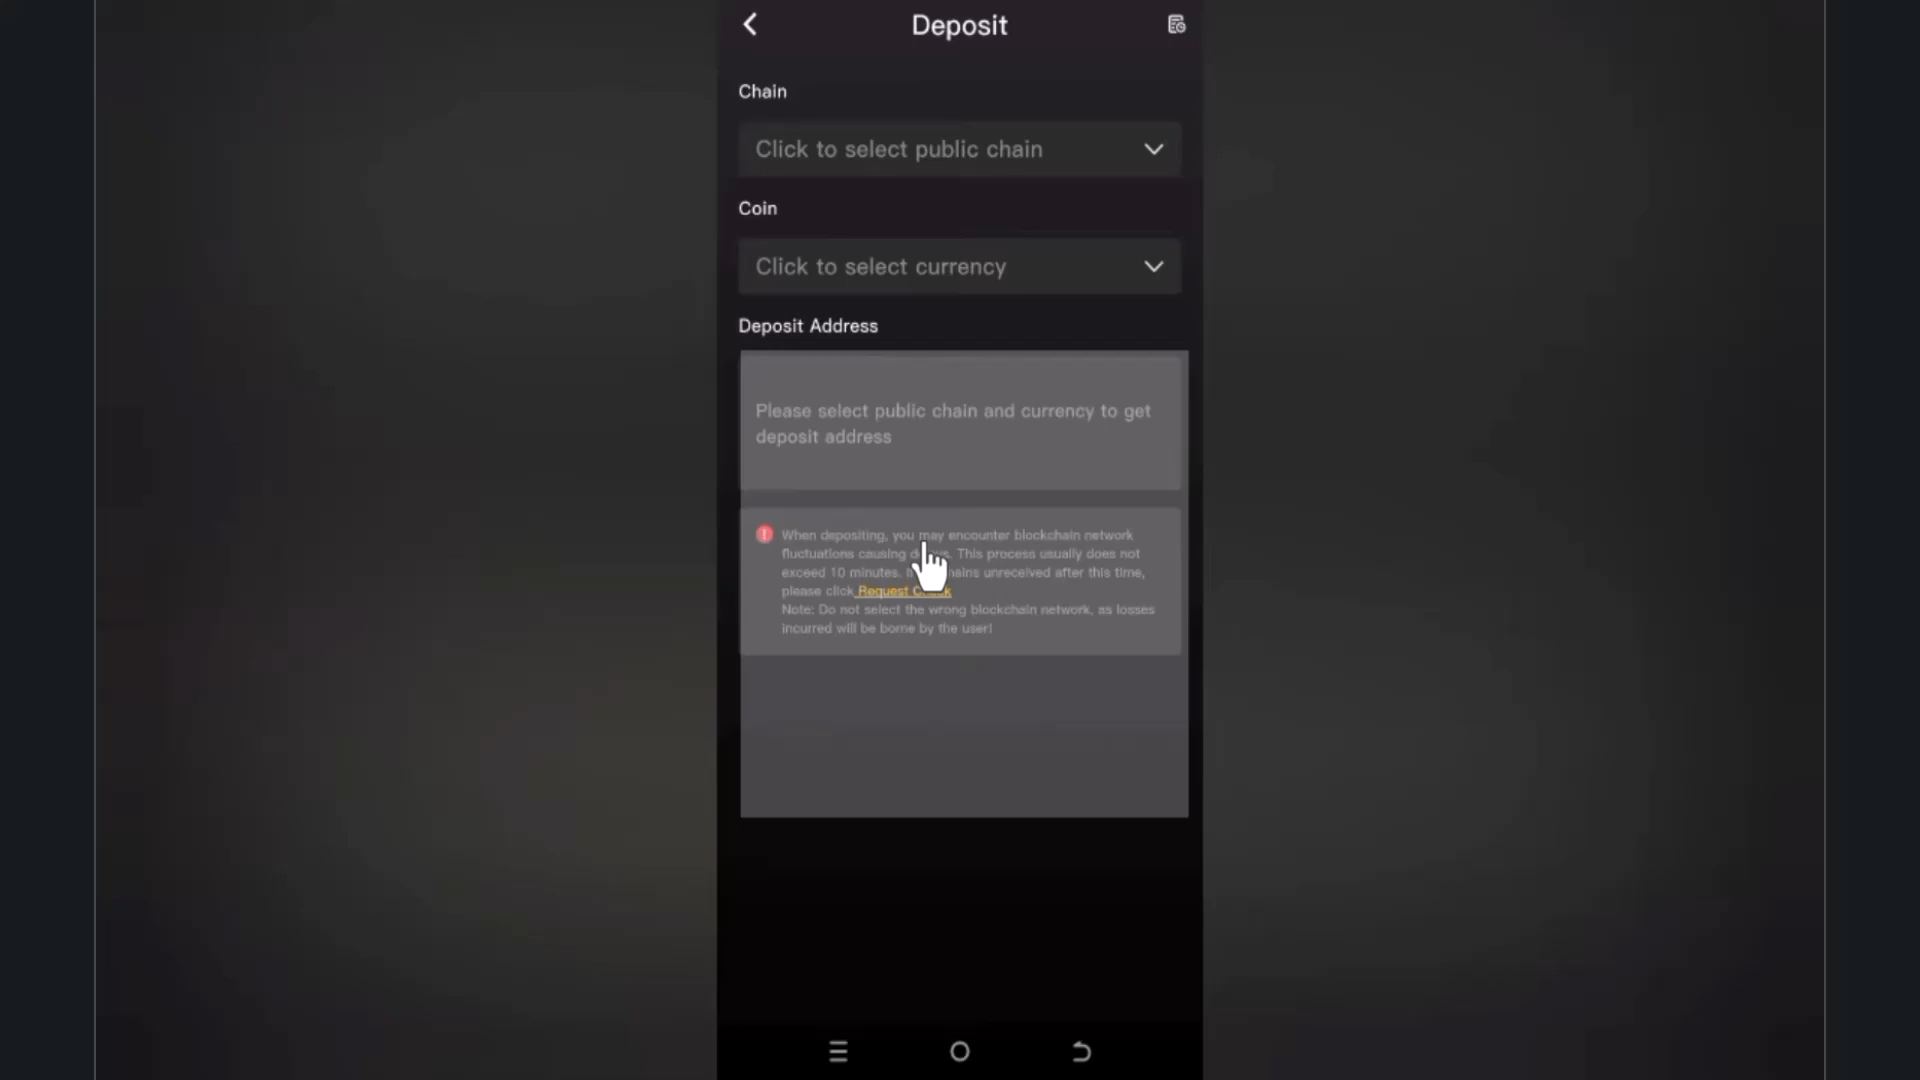 Deposit
Chain
Click to select public chain
Coin
Click to select currency
Deposit Address
Please select public chain and currency to get
deposit address
When depositing, you may encounter blockchain network
fluctuations causing. This process usually does not
exceed 10 minutes. unreceived after this time,
please click Request
Note: Do not select the wrong blockchain network, as losses
incurred will be borne by the user!